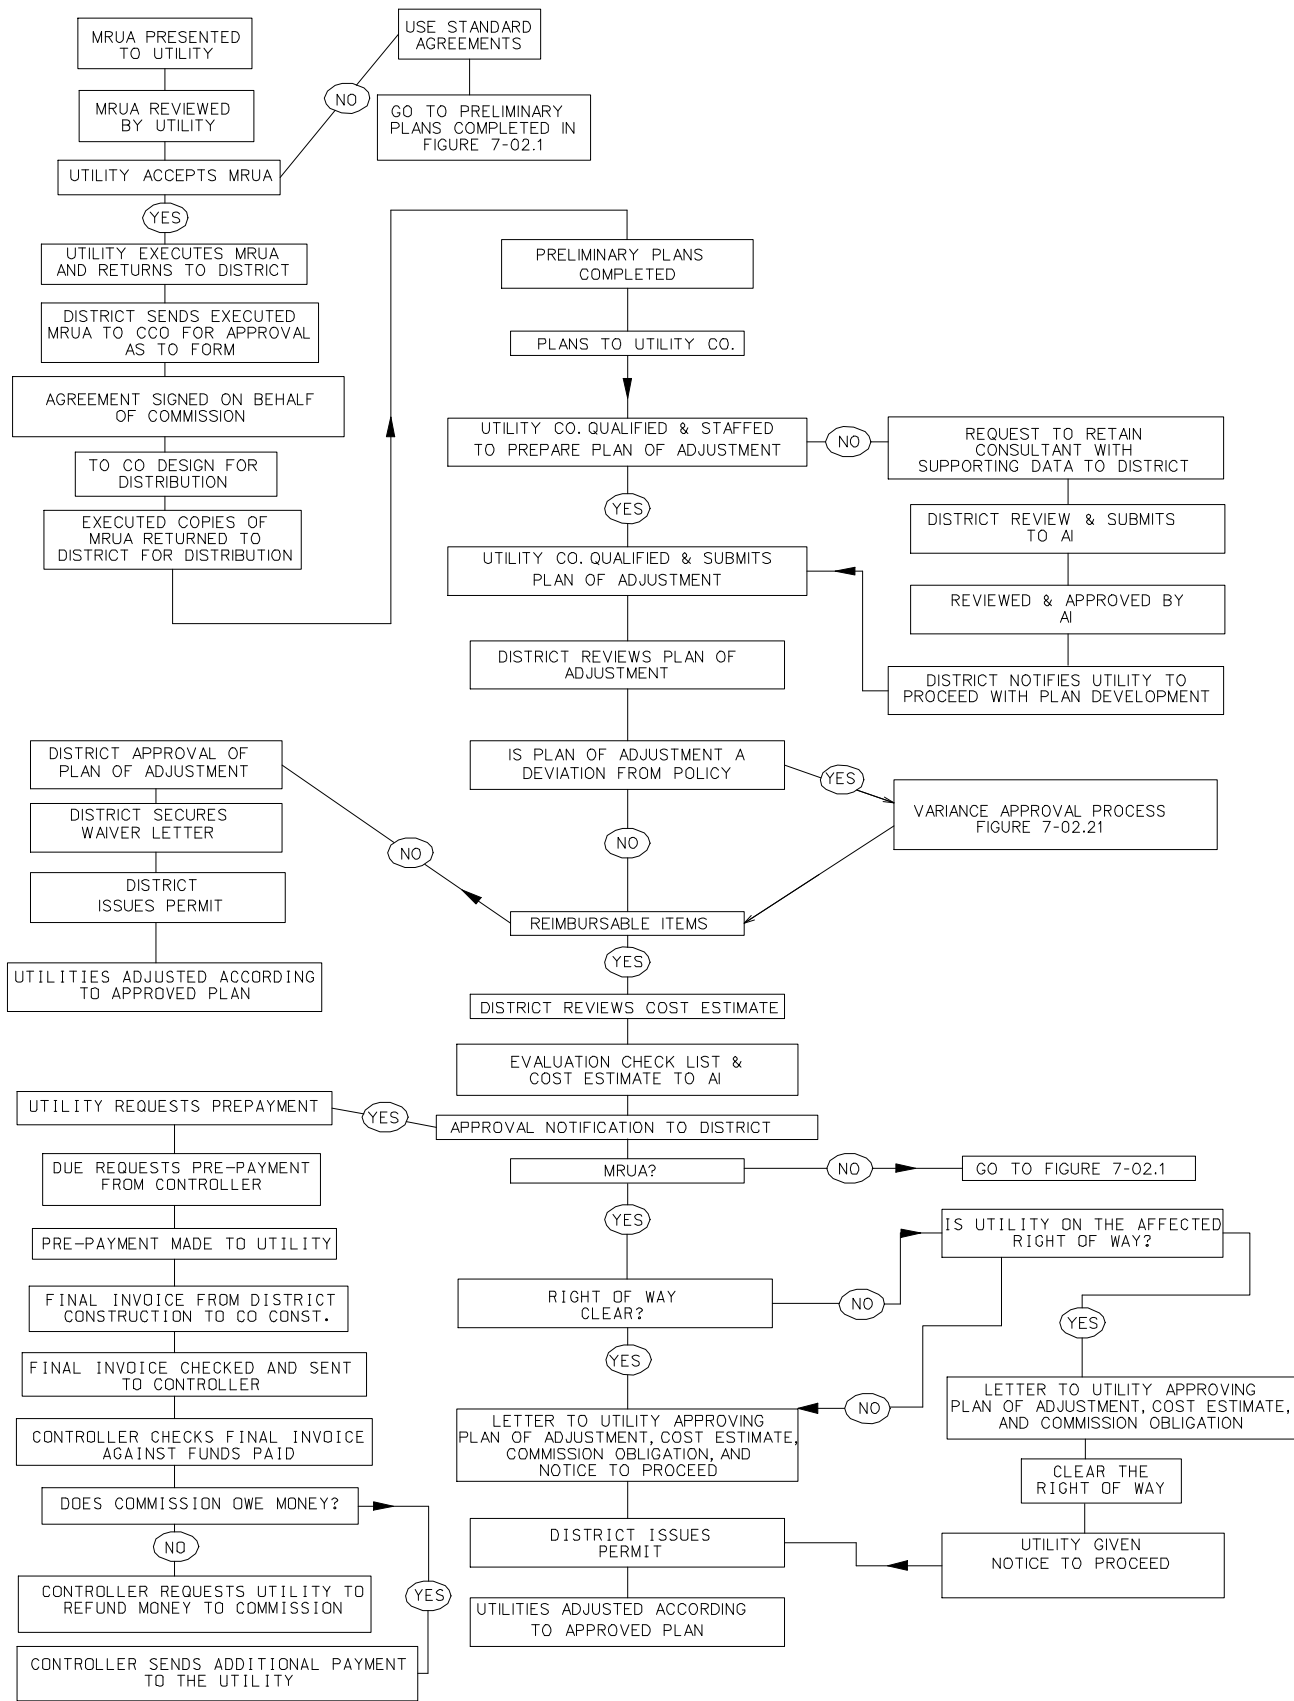 MRUA PRESENTED
TO UTILITY
MRUA REVIEWED
BY UTILITY
UTILITY ACCEPTS MRUA
NO
USE STANDARD
AGREEMENTS
GO TO PRELIMINARY
PLANS COMPLETED IN
FIGURE 7-02.1
YES
UTILITY EXECUTES MRUA
AND RETURNS TO DISTRICT
DISTRICT SENDS EXECUTED
MRUA TO CCO FOR APPROVAL
AS TO FORM
AGREEMENT SIGNED ON BEHALF
OF COMMISSION
TO CO DESIGN FOR
DISTRIBUTION
EXECUTED COPIES OF
MRUA RETURNED TO
DISTRICT FOR DISTRIBUTION
PRELIMINARY PLANS
COMPLETED
PLANS TO UTILITY CO.
UTILITY CO. QUALIFIED & STAFFED
TO PREPARE PLAN OF ADJUSTMENT
NO
REQUEST TO RETAIN
CONSULTANT WITH
SUPPORTING DATA TO DISTRICT
DISTRICT REVIEW & SUBMITS
TO AI
REVIEWED & APPROVED BY
AI
DISTRICT NOTIFIES UTILITY TO
PROCEED WITH PLAN DEVELOPMENT
YES
UTILITY CO. QUALIFIED & SUBMITS
PLAN OF ADJUSTMENT
DISTRICT REVIEWS PLAN OF
ADJUSTMENT
IS PLAN OF ADJUSTMENT A
DEVIATION FROM POLICY
YES
VARIANCE APPROVAL PROCESS
FIGURE 7-02.21
NO
REIMBURSABLE ITEMS
NO
DISTRICT APPROVAL OF
PLAN OF ADJUSTMENT
DISTRICT SECURES
WAIVER LETTER
DISTRICT
ISSUES PERMIT
UTILITIES ADJUSTED ACCORDING
TO APPROVED PLAN
YES
DISTRICT REVIEWS COST ESTIMATE
EVALUATION CHECK LIST &
COST ESTIMATE TO AI
APPROVAL NOTIFICATION TO DISTRICT
YES
UTILITY REQUESTS PREPAYMENT
DUE REQUESTS PRE-PAYMENT
FROM CONTROLLER
PRE-PAYMENT MADE TO UTILITY
FINAL INVOICE FROM DISTRICT
CONSTRUCTION TO CO CONST.
FINAL INVOICE CHECKED AND SENT
TO CONTROLLER
CONTROLLER CHECKS FINAL INVOICE
AGAINST FUNDS PAID
DOES COMMISSION OWE MONEY?
NO
CONTROLLER REQUESTS UTILITY TO
REFUND MONEY TO COMMISSION
YES
CONTROLLER SENDS ADDITIONAL PAYMENT
TO THE UTILITY
MRUA?
NO
GO TO FIGURE 7-02.1
YES
RIGHT OF WAY
CLEAR?
NO
IS UTILITY ON THE AFFECTED
RIGHT OF WAY?
YES
LETTER TO UTILITY APPROVING
PLAN OF ADJUSTMENT, COST ESTIMATE,
AND COMMISSION OBLIGATION
CLEAR THE
RIGHT OF WAY
UTILITY GIVEN
NOTICE TO PROCEED
NO
YES
LETTER TO UTILITY APPROVING
PLAN OF ADJUSTMENT, COST ESTIMATE,
COMMISSION OBLIGATION, AND
NOTICE TO PROCEED
DISTRICT ISSUES
PERMIT
UTILITIES ADJUSTED ACCORDING
TO APPROVED PLAN